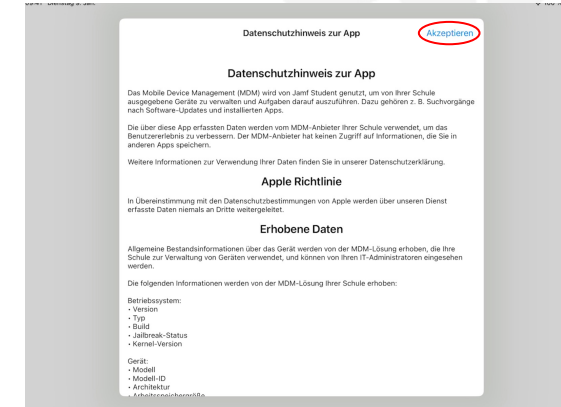 09:41 Dienstag 9. Jan.
100 %
Datenschutzhinweis zur App
Akzeptieren
Datenschutzhinweis zur App
Das Mobile Device Management (MDM) wird von Jamf Student genutzt, um von Ihrer Schule
ausgegebene Geräte zu verwalten und Aufgaben darauf auszuführen. Dazu gehören z. B. Suchvorgänge
nach Software-Updates und installierten Apps.
Die über diese App erfassten Daten werden vom MDM-Anbieter Ihrer Schule verwendet, um das
Benutzererlebnis zu verbessern. Der MDM-Anbieter hat keinen Zugriff auf Informationen, die Sie in
anderen Apps speichern.
Weitere Informationen zur Verwendung Ihrer Daten finden Sie in unserer Datenschutzerklärung.
Apple Richtlinie
In Übereinstimmung mit den Datenschutzbestimmungen von Apple werden über unseren Dienst
erfasste Daten niemals an Dritte weitergeleitet.
Erhobene Daten
Allgemeine Bestandsinformationen über das Gerät werden von der MDM-Lösung erhoben, die Ihre
Schule zur Verwaltung von Geräten verwendet, und können von Ihren IT-Administratoren eingesehen
werden.
Die folgenden Informationen werden von der MDM-Lösung Ihrer Schule erhoben:
Betriebssystem:
• Version
• Typ
• Build
• Jailbreak-Status
• Kernel-Version
Gerät:
• Modell
• Modell-ID
• Architektur
• Arbeitsspeichergröße